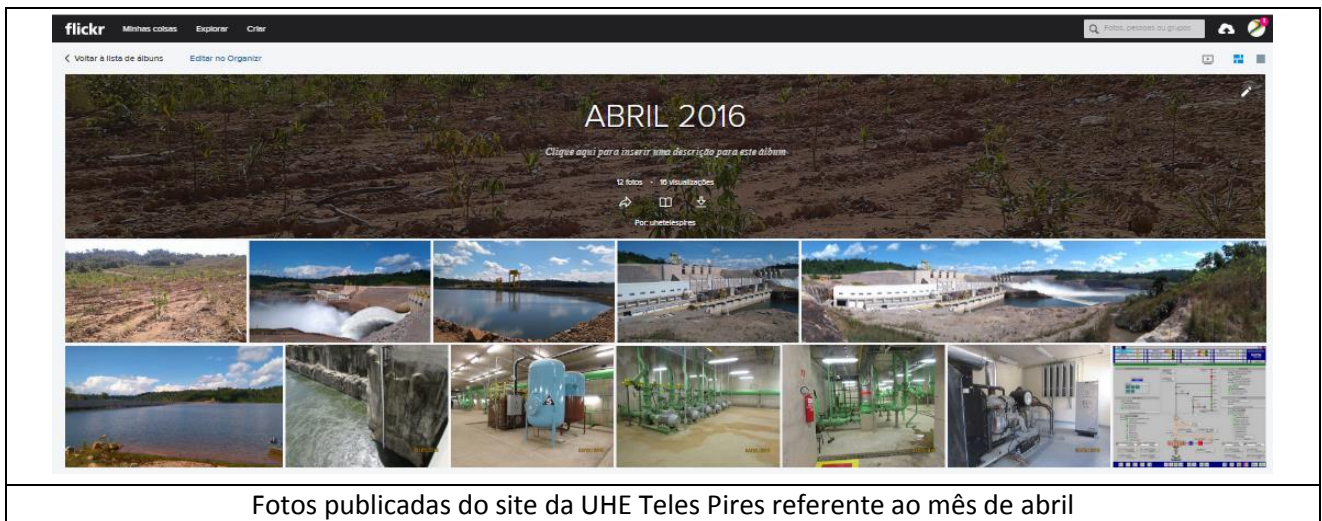 flickr Minhas coisas Explorar Criar Fotos, pessoas ou grupos
Voltar à lista de álbuns Editar no Organizr
ABRIL 2016
Clique aqui para inserir uma descrição para este álbum
12 fotos · 16 visualizações
Por: uhetelespires
Fotos publicadas do site da UHE Teles Pires referente ao mês de abril